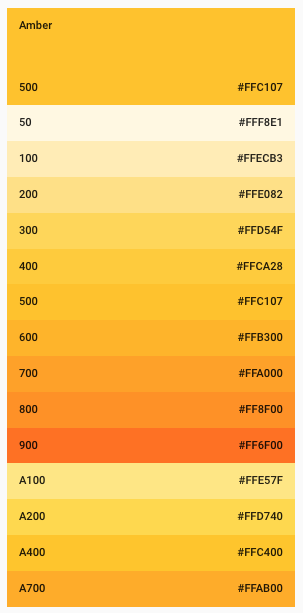 Amber
500 #FFC107
50 #FFF8E1
100 #FFECB3
200 #FFE082
300 #FFD54F
400 #FFCA28
500 #FFC107
600 #FFB300
700 #FFA000
800 #FF8F00
900 #FF6F00
A100 #FFE57F
A200 #FFD740
A400 #FFC400
A700 #FFAB00